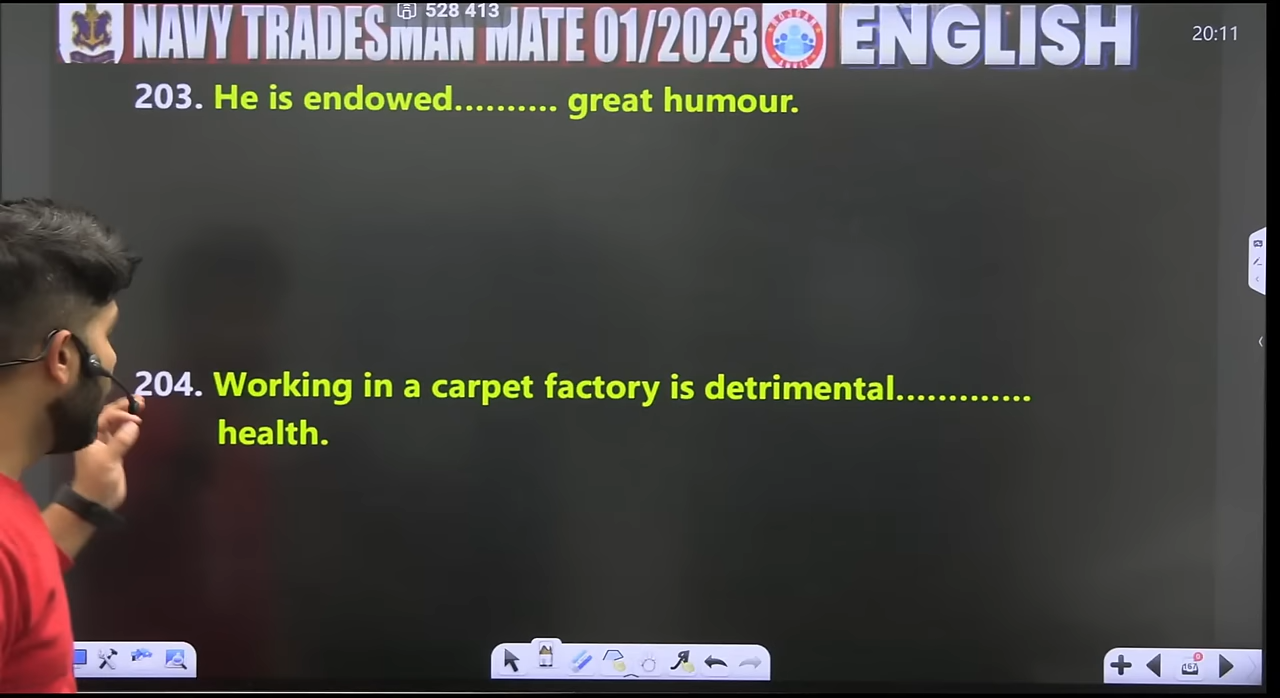 528 413
NAVY TRADESMAN MATE 01/2023 ENGLISH
20:11
203. He is endowed.......... great humour.
204. Working in a carpet factory is detrimental.............
health.
167